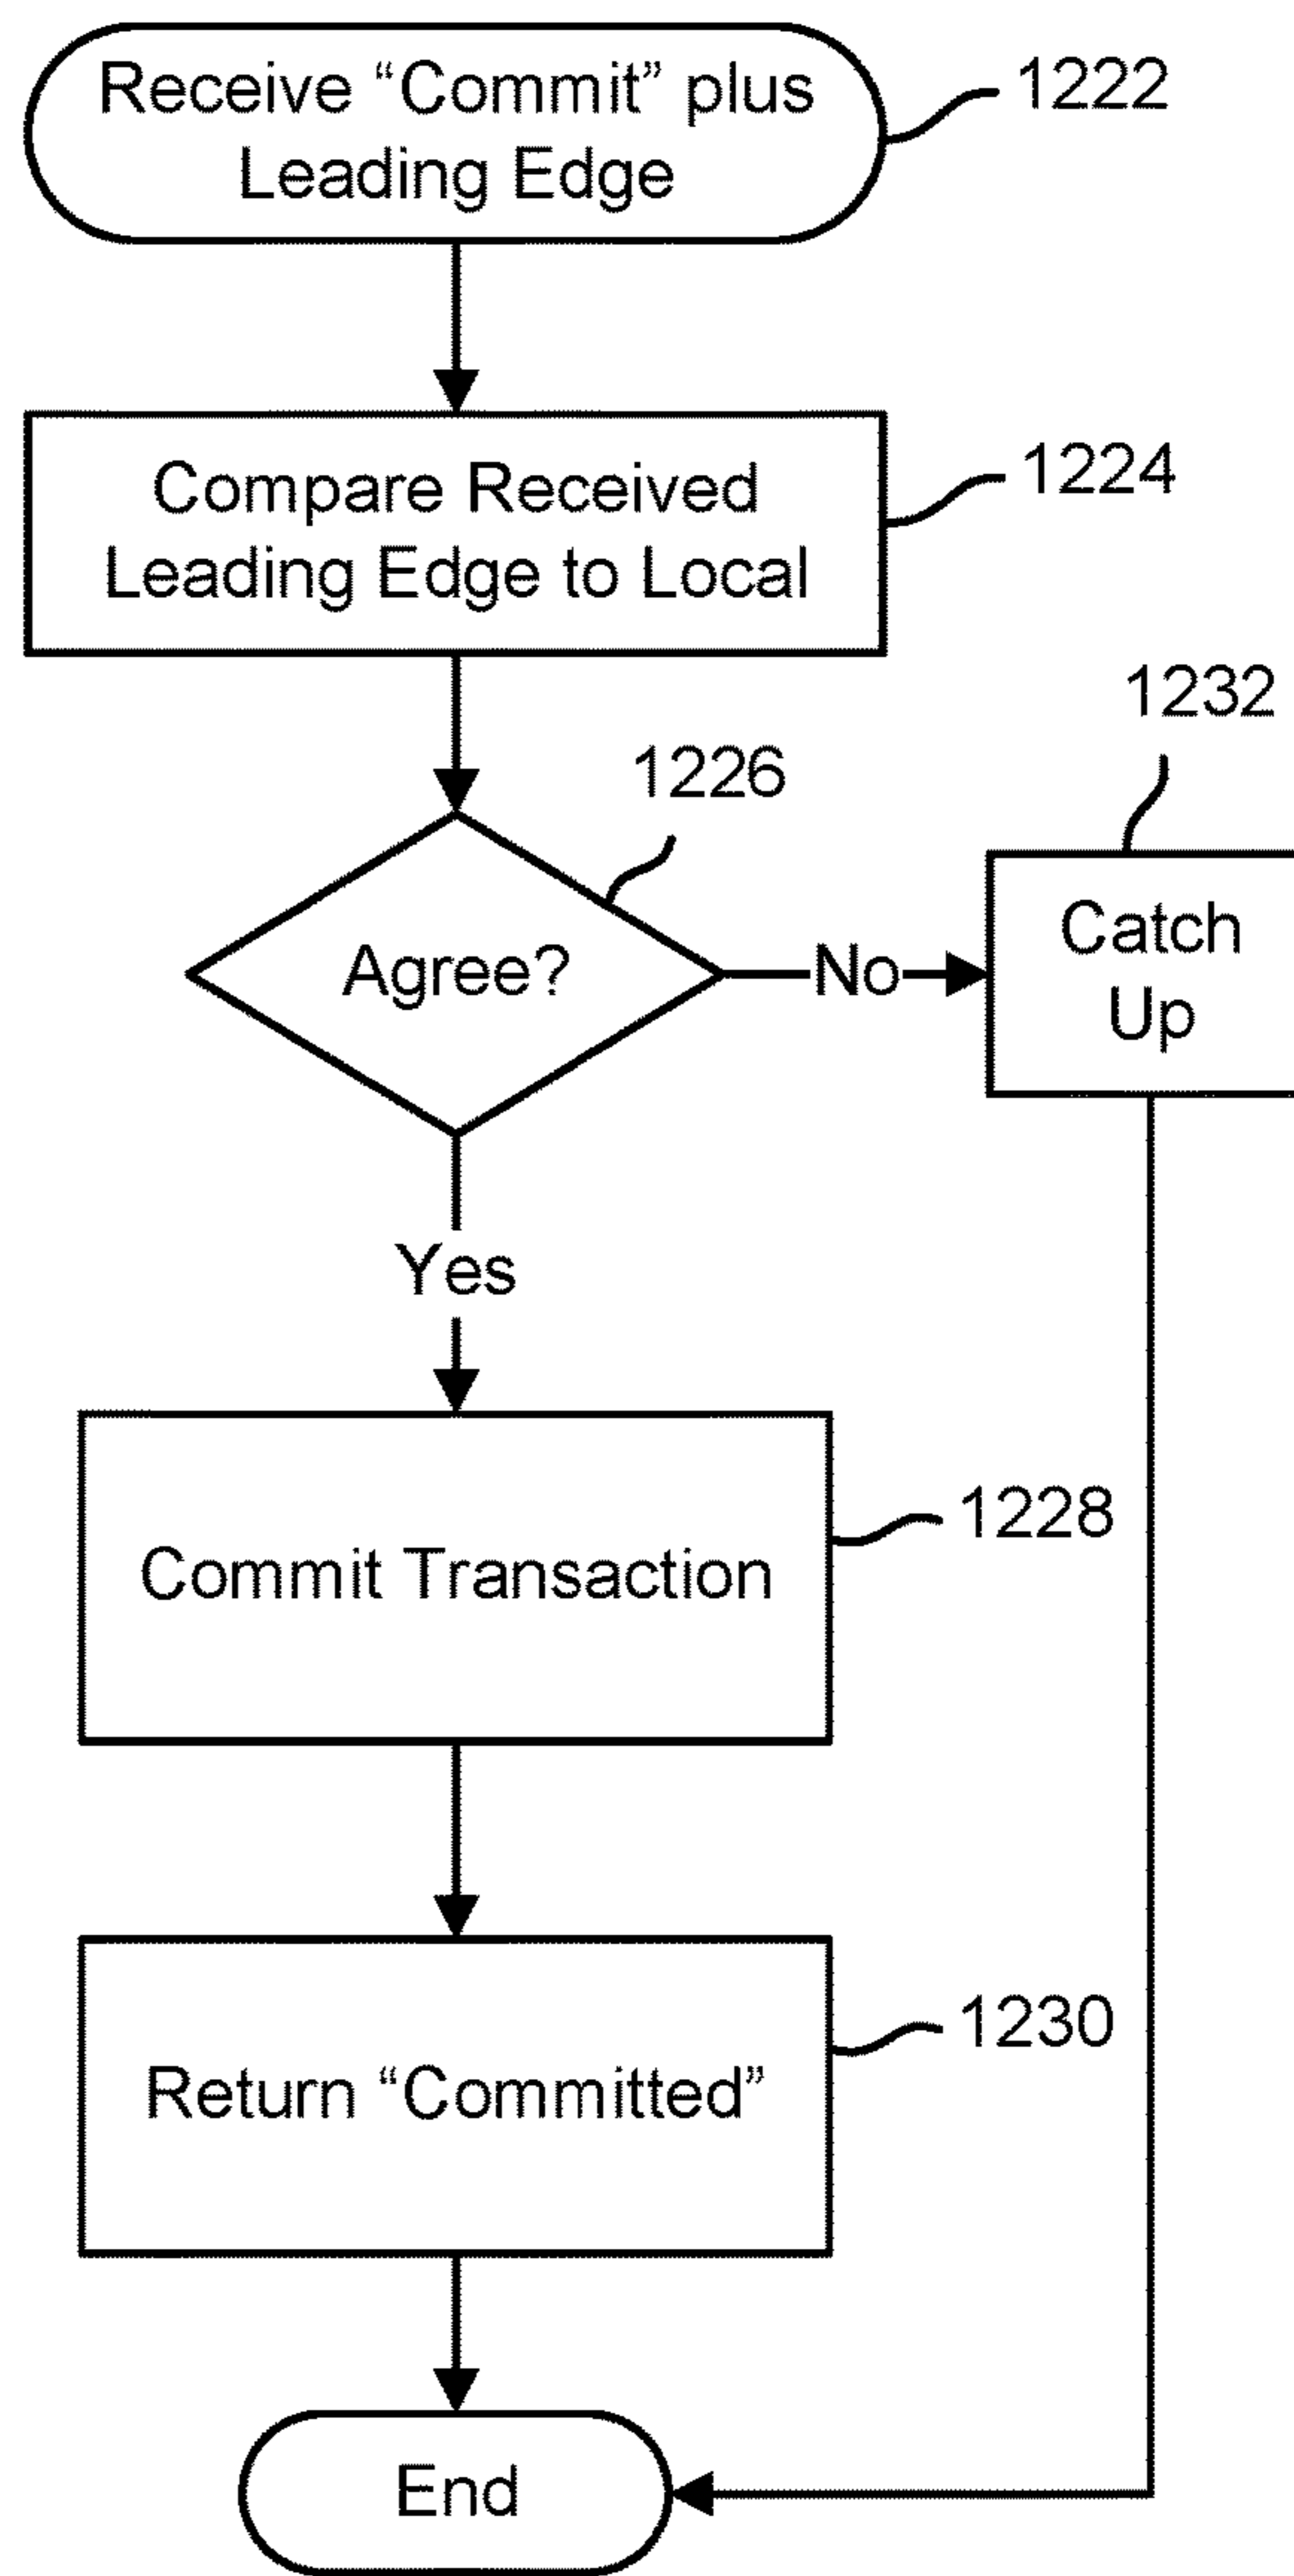 Receive “Commit” plus
Leading Edge
1222
Compare Received
Leading Edge to Local
1224
1226
Agree?
No
1232
Catch
Up
Yes
Commit Transaction
1228
Return “Committed”
1230
End